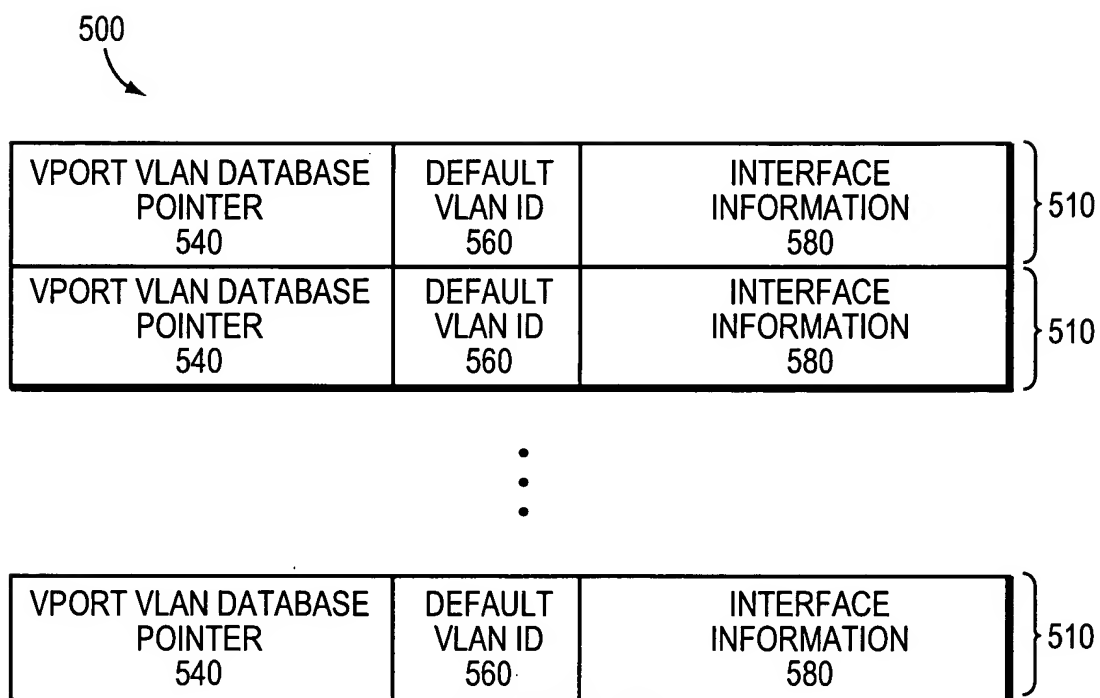 500
VPORT VLAN DATABASE POINTER 540
DEFAULT VLAN ID 560
INTERFACE INFORMATION 580
510
VPORT VLAN DATABASE POINTER 540
DEFAULT VLAN ID 560
INTERFACE INFORMATION 580
510
VPORT VLAN DATABASE POINTER 540
DEFAULT VLAN ID 560
INTERFACE INFORMATION 580
510